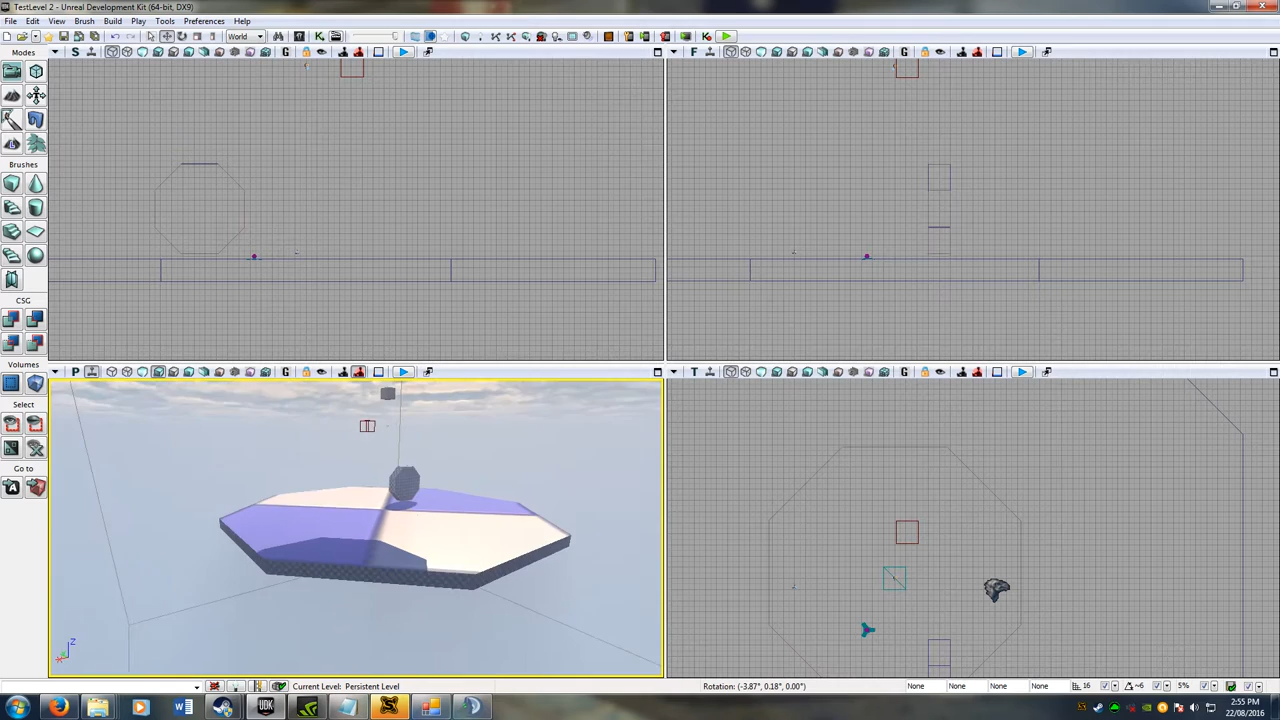 TestLevel 2 - Unreal Development Kit (64-bit, DX9)
File Edit View Brush Build Tools Preferences Help
World
Modes
S G
F G
Brushes
CSG
Volumes
P G
T G
Select
Go to
Z
X
Current Level: Persistent Level
Rotation: (-3.87°, 0.18°, 0.00°)
None None None None 16 ~6 5%
UDK
2:55 PM
22/08/2016